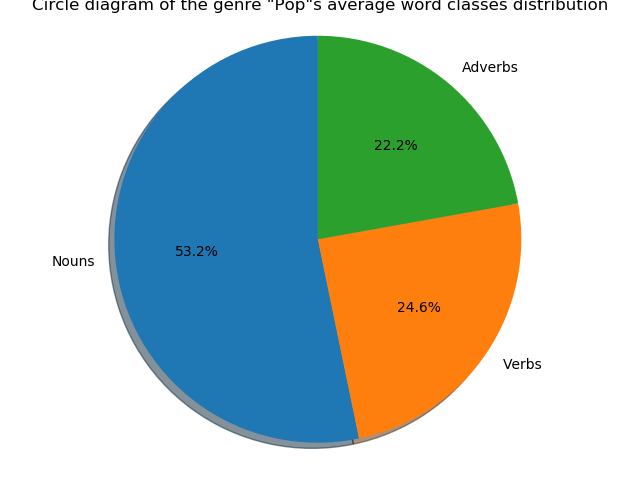 Circle diagram of the genre "Pop"s average word classes distribution
Adverbs
22.2%
53.2%
Nouns
24.6%
Verbs